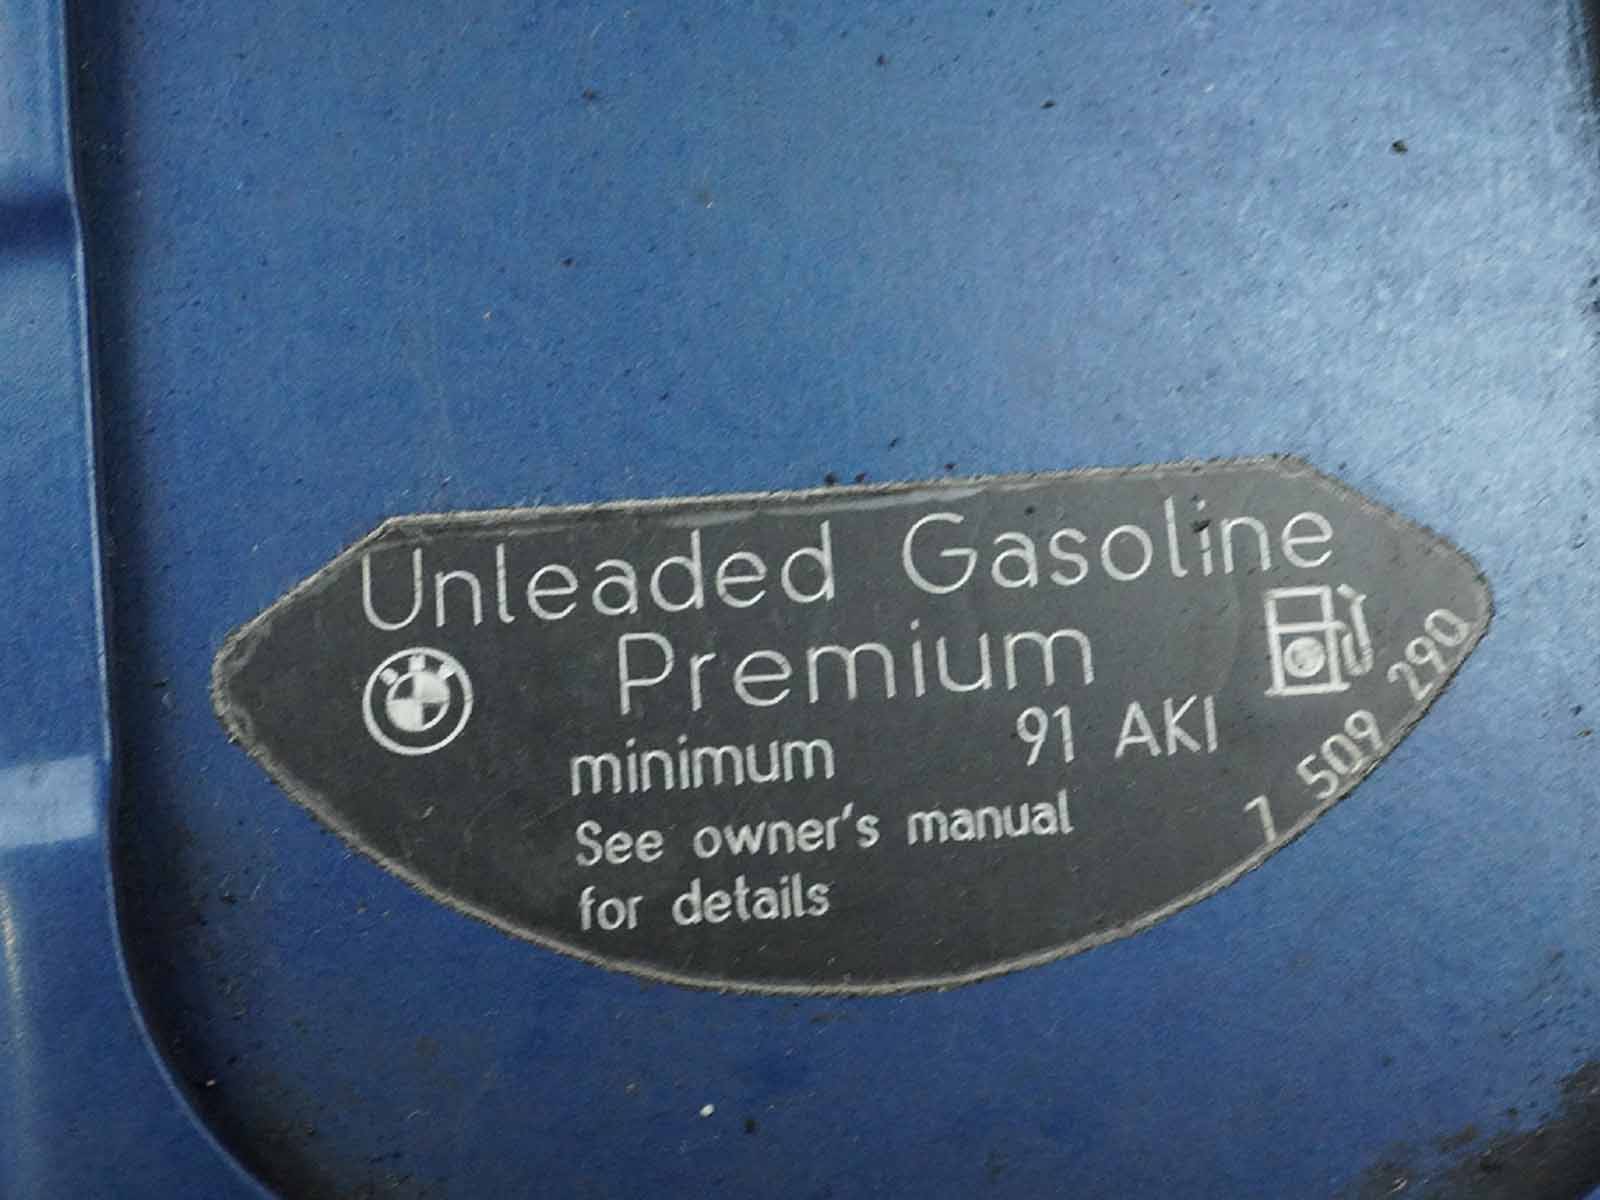 Unleaded Gasoline
Premium
minimum 91 AKI
See owner's manual
for details
7 509 290